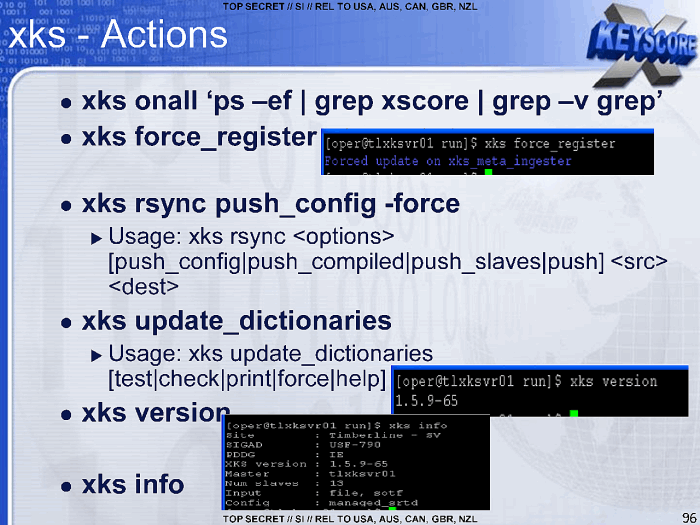 TOP SECRET // SI // REL TO USA, AUS, CAN, GBR, NZL
xks - Actions
KEYSCORE
X
xks onall ‘ps –ef | grep xscore | grep –v grep’
xks force_register
[oper@tlxksvr01 run]$ xks force_register
Forced update on xks_meta_ingester
xks rsync push_config -force
Usage: xks rsync <options>
[push_config|push_compiled|push_slaves|push] <src>
<dest>
xks update_dictionaries
Usage: xks update_dictionaries
[test|check|print|force|help]
[oper@tlxksvr01 run]$ xks version
1.5.9-65
xks version
[oper@tlxksvr01 run]$ xks info
Site : Timberline - SV
SIGAD : USF-790
PDDG : IE
XKS version : 1.5.9-65
Master : tlxksvr01
Num slaves : 13
Input : file, sotf
Config : managed_srtd
xks info
TOP SECRET // SI // REL TO USA, AUS, CAN, GBR, NZL
96